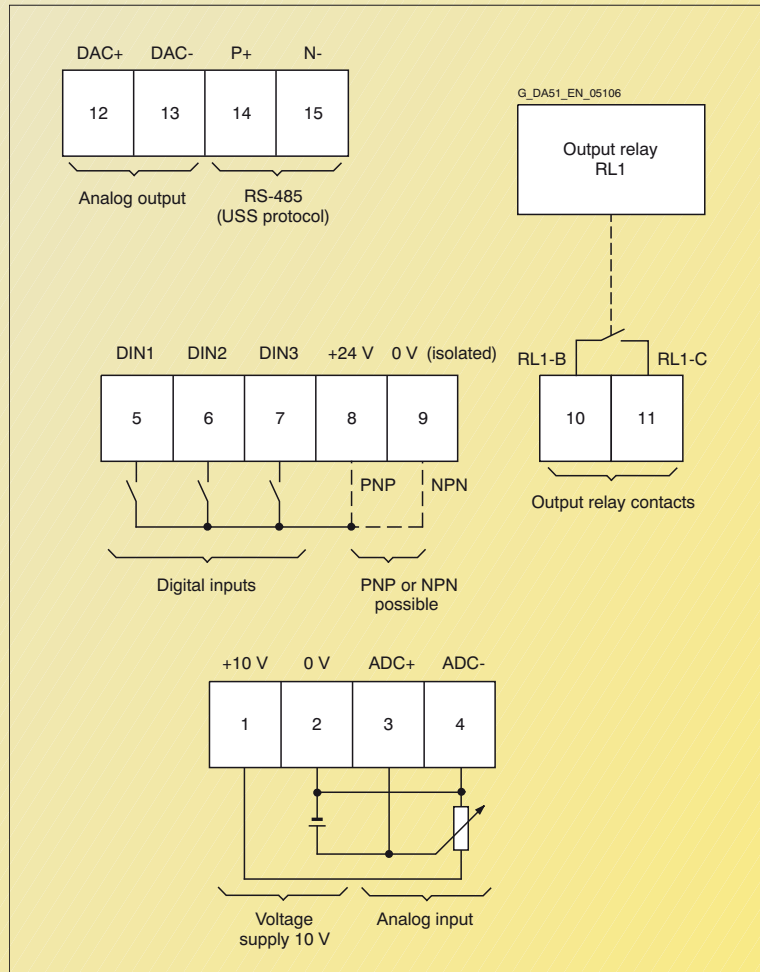 DAC+ DAC- P+ N-
12 13 14 15
Analog output
RS-485
(USS protocol)
G_DA51_EN_05106
Output relay
RL1
RL1-B RL1-C
10 11
Output relay contacts
DIN1 DIN2 DIN3 +24 V 0 V (isolated)
5 6 7 8 9
PNP NPN
Digital inputs
PNP or NPN
possible
+10 V 0 V ADC+ ADC-
1 2 3 4
Voltage
supply 10 V
Analog input